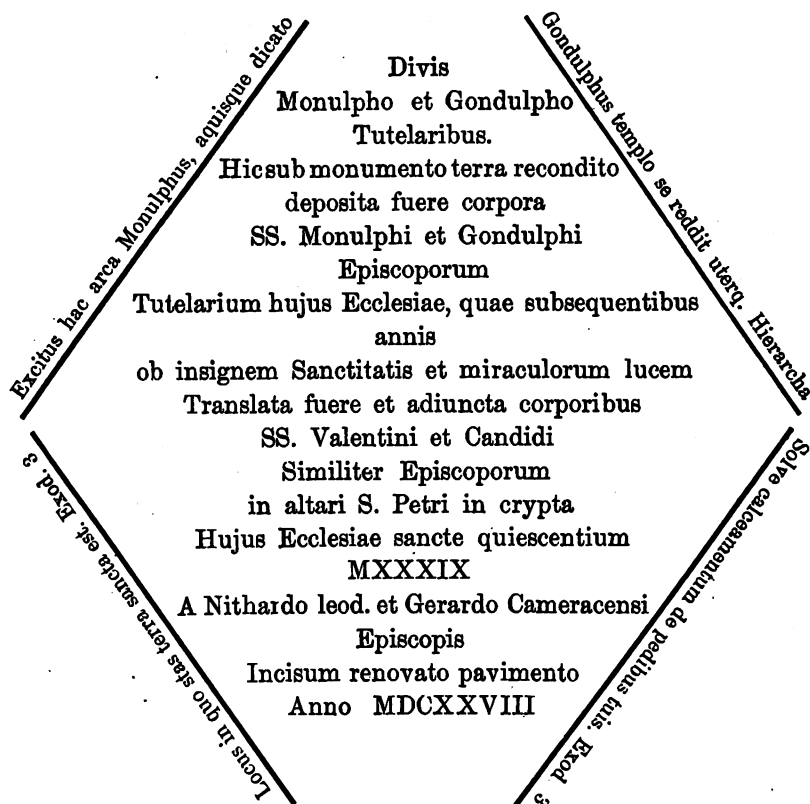 Excitus hac arca Monulphus, aquisque dicato
Gondulphus templo se reddit uterq. Hierarcha
Divis
Monulpho et Gondulpho
Tutelaribus.
Hic sub monumento terra recondito
deposita fuere corpora
SS. Monulphi et Gondulphi
Episcoporum
Tutelarium hujus Ecclesiae, quae subsequentibus
annis
ob insignem Sanctitatis et miraculorum lucem
Translata fuere et adiuncta corporibus
SS. Valentini et Candidi
Similiter Episcoporum
in altari S. Petri in crypta
Hujus Ecclesiae sancte quiescentium
MXXXIX
A Nithardo leod. et Gerardo Cameracensi
Episcopis
Incisum renovato pavimento
Anno MDCXXVIII
Solve calceamentum de pedibus tuis. Exod. 3
Locus in quo stas terra sancta est. Exod. 3